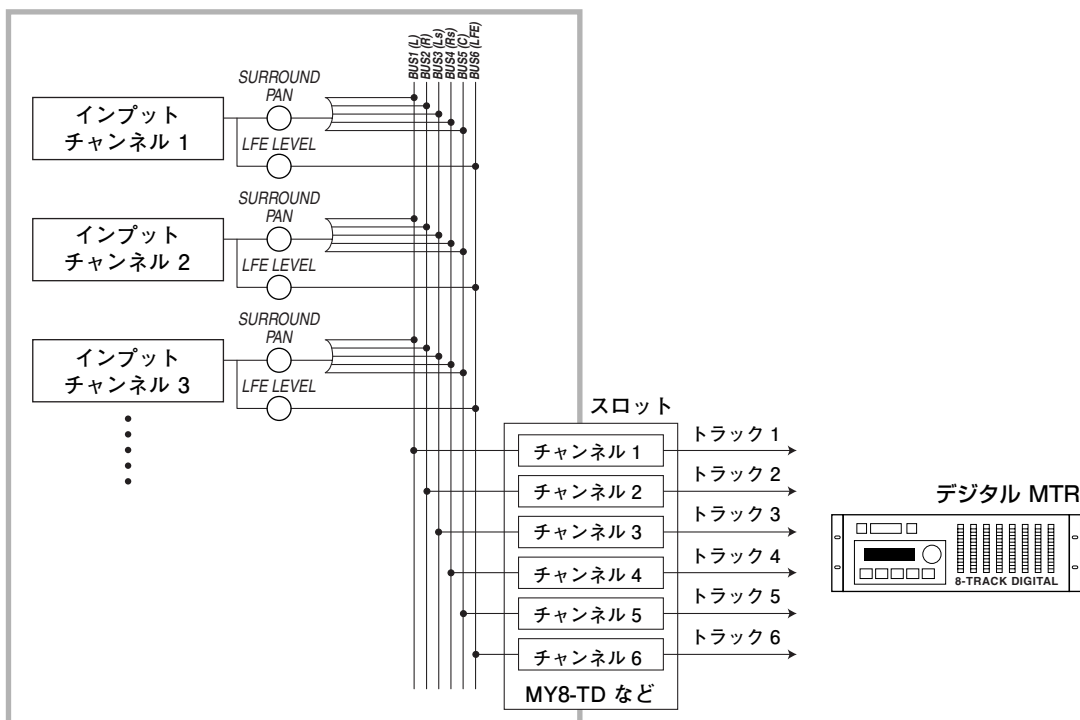 BUS1 (L)
BUS2 (R)
BUS3 (Ls)
BUS4 (Rs)
BUS5 (C)
BUS6 (LFE)
SURROUND
PAN
インプット
チャンネル 1
LFE LEVEL
SURROUND
PAN
インプット
チャンネル 2
LFE LEVEL
SURROUND
PAN
インプット
チャンネル 3
LFE LEVEL
スロット
チャンネル 1
トラック 1
チャンネル 2
トラック 2
チャンネル 3
トラック 3
チャンネル 4
トラック 4
チャンネル 5
トラック 5
チャンネル 6
トラック 6
MY8-TD など
デジタル MTR
8-TRACK DIGITAL